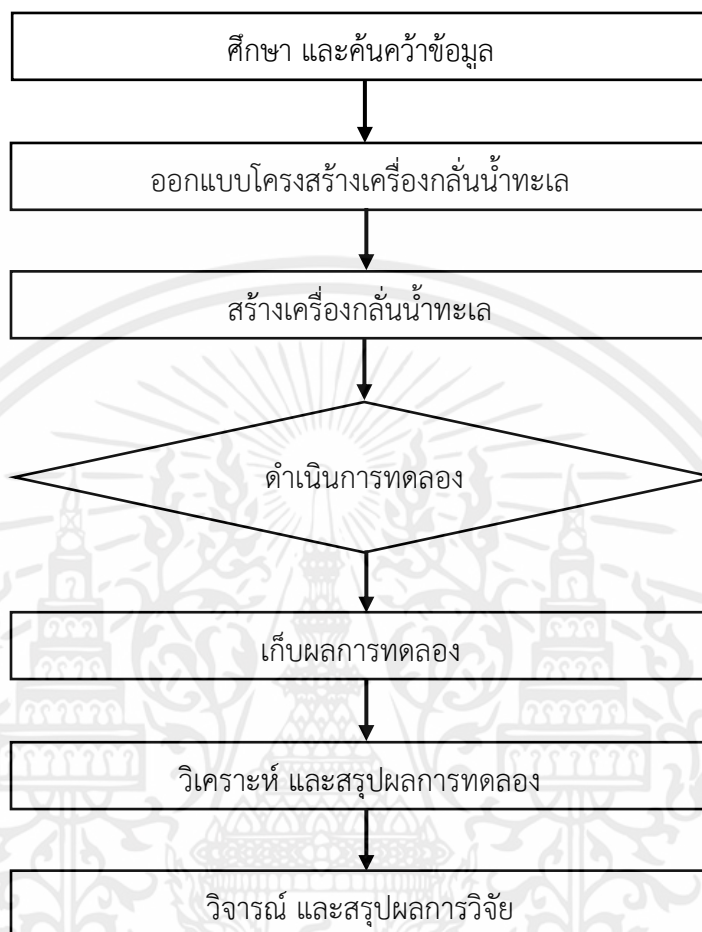 ศึกษา และค้นคว้าข้อมูล
ออกแบบโครงสร้างเครื่องกลั่นน้ำทะเล
สร้างเครื่องกลั่นน้ำทะเล
ดำเนินการทดลอง
เก็บผลการทดลอง
วิเคราะห์ และสรุปผลการทดลอง
วิจารณ์ และสรุปผลการวิจัย